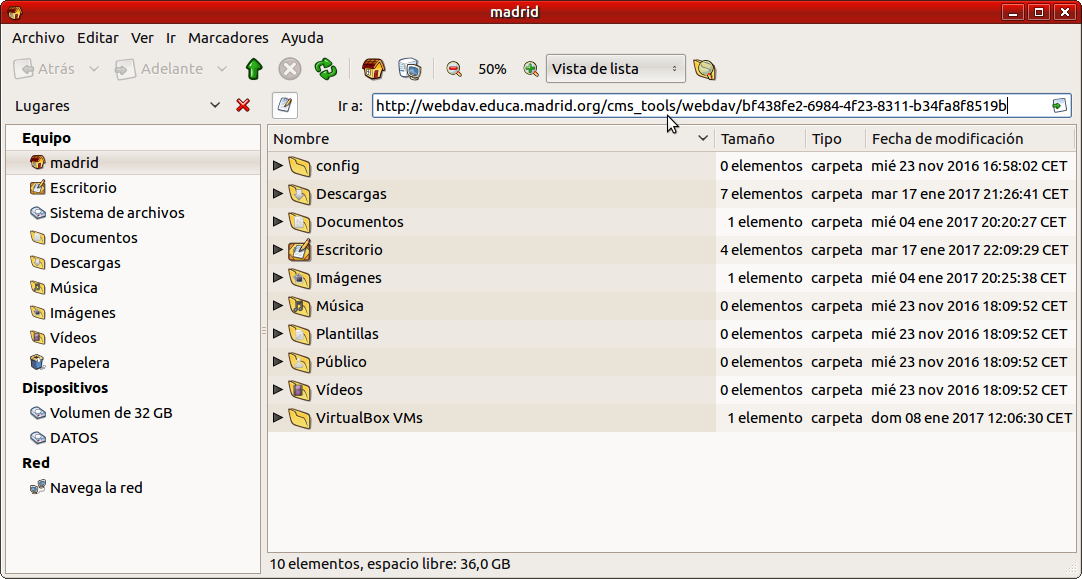 madrid
Archivo Editar Ver Ir Marcadores Ayuda
Atrás Adelante 50% Vista de lista
Lugares Ir a: http://webdav.educa.madrid.org/cms_tools/webdav/bf438fe2-6984-4f23-8311-b34fa8f8519b
Equipo
madrid
Escritorio
Sistema de archivos
Documentos
Descargas
Música
Imágenes
Vídeos
Papelera
Dispositivos
Volumen de 32 GB
DATOS
Red
Navega la red
Nombre Tamaño Tipo Fecha de modificación
config 0 elementos carpeta mié 23 nov 2016 16:58:02 CET
Descargas 7 elementos carpeta mar 17 ene 2017 21:26:41 CET
Documentos 1 elemento carpeta mié 04 ene 2017 20:20:27 CET
Escritorio 4 elementos carpeta mar 17 ene 2017 22:09:29 CET
Imágenes 1 elemento carpeta mié 04 ene 2017 20:25:38 CET
Música 0 elementos carpeta mié 23 nov 2016 18:09:52 CET
Plantillas 0 elementos carpeta mié 23 nov 2016 18:09:52 CET
Público 0 elementos carpeta mié 23 nov 2016 18:09:52 CET
Vídeos 0 elementos carpeta mié 23 nov 2016 18:09:52 CET
VirtualBox VMs 1 elemento carpeta dom 08 ene 2017 12:06:30 CET
10 elementos, espacio libre: 36,0 GB